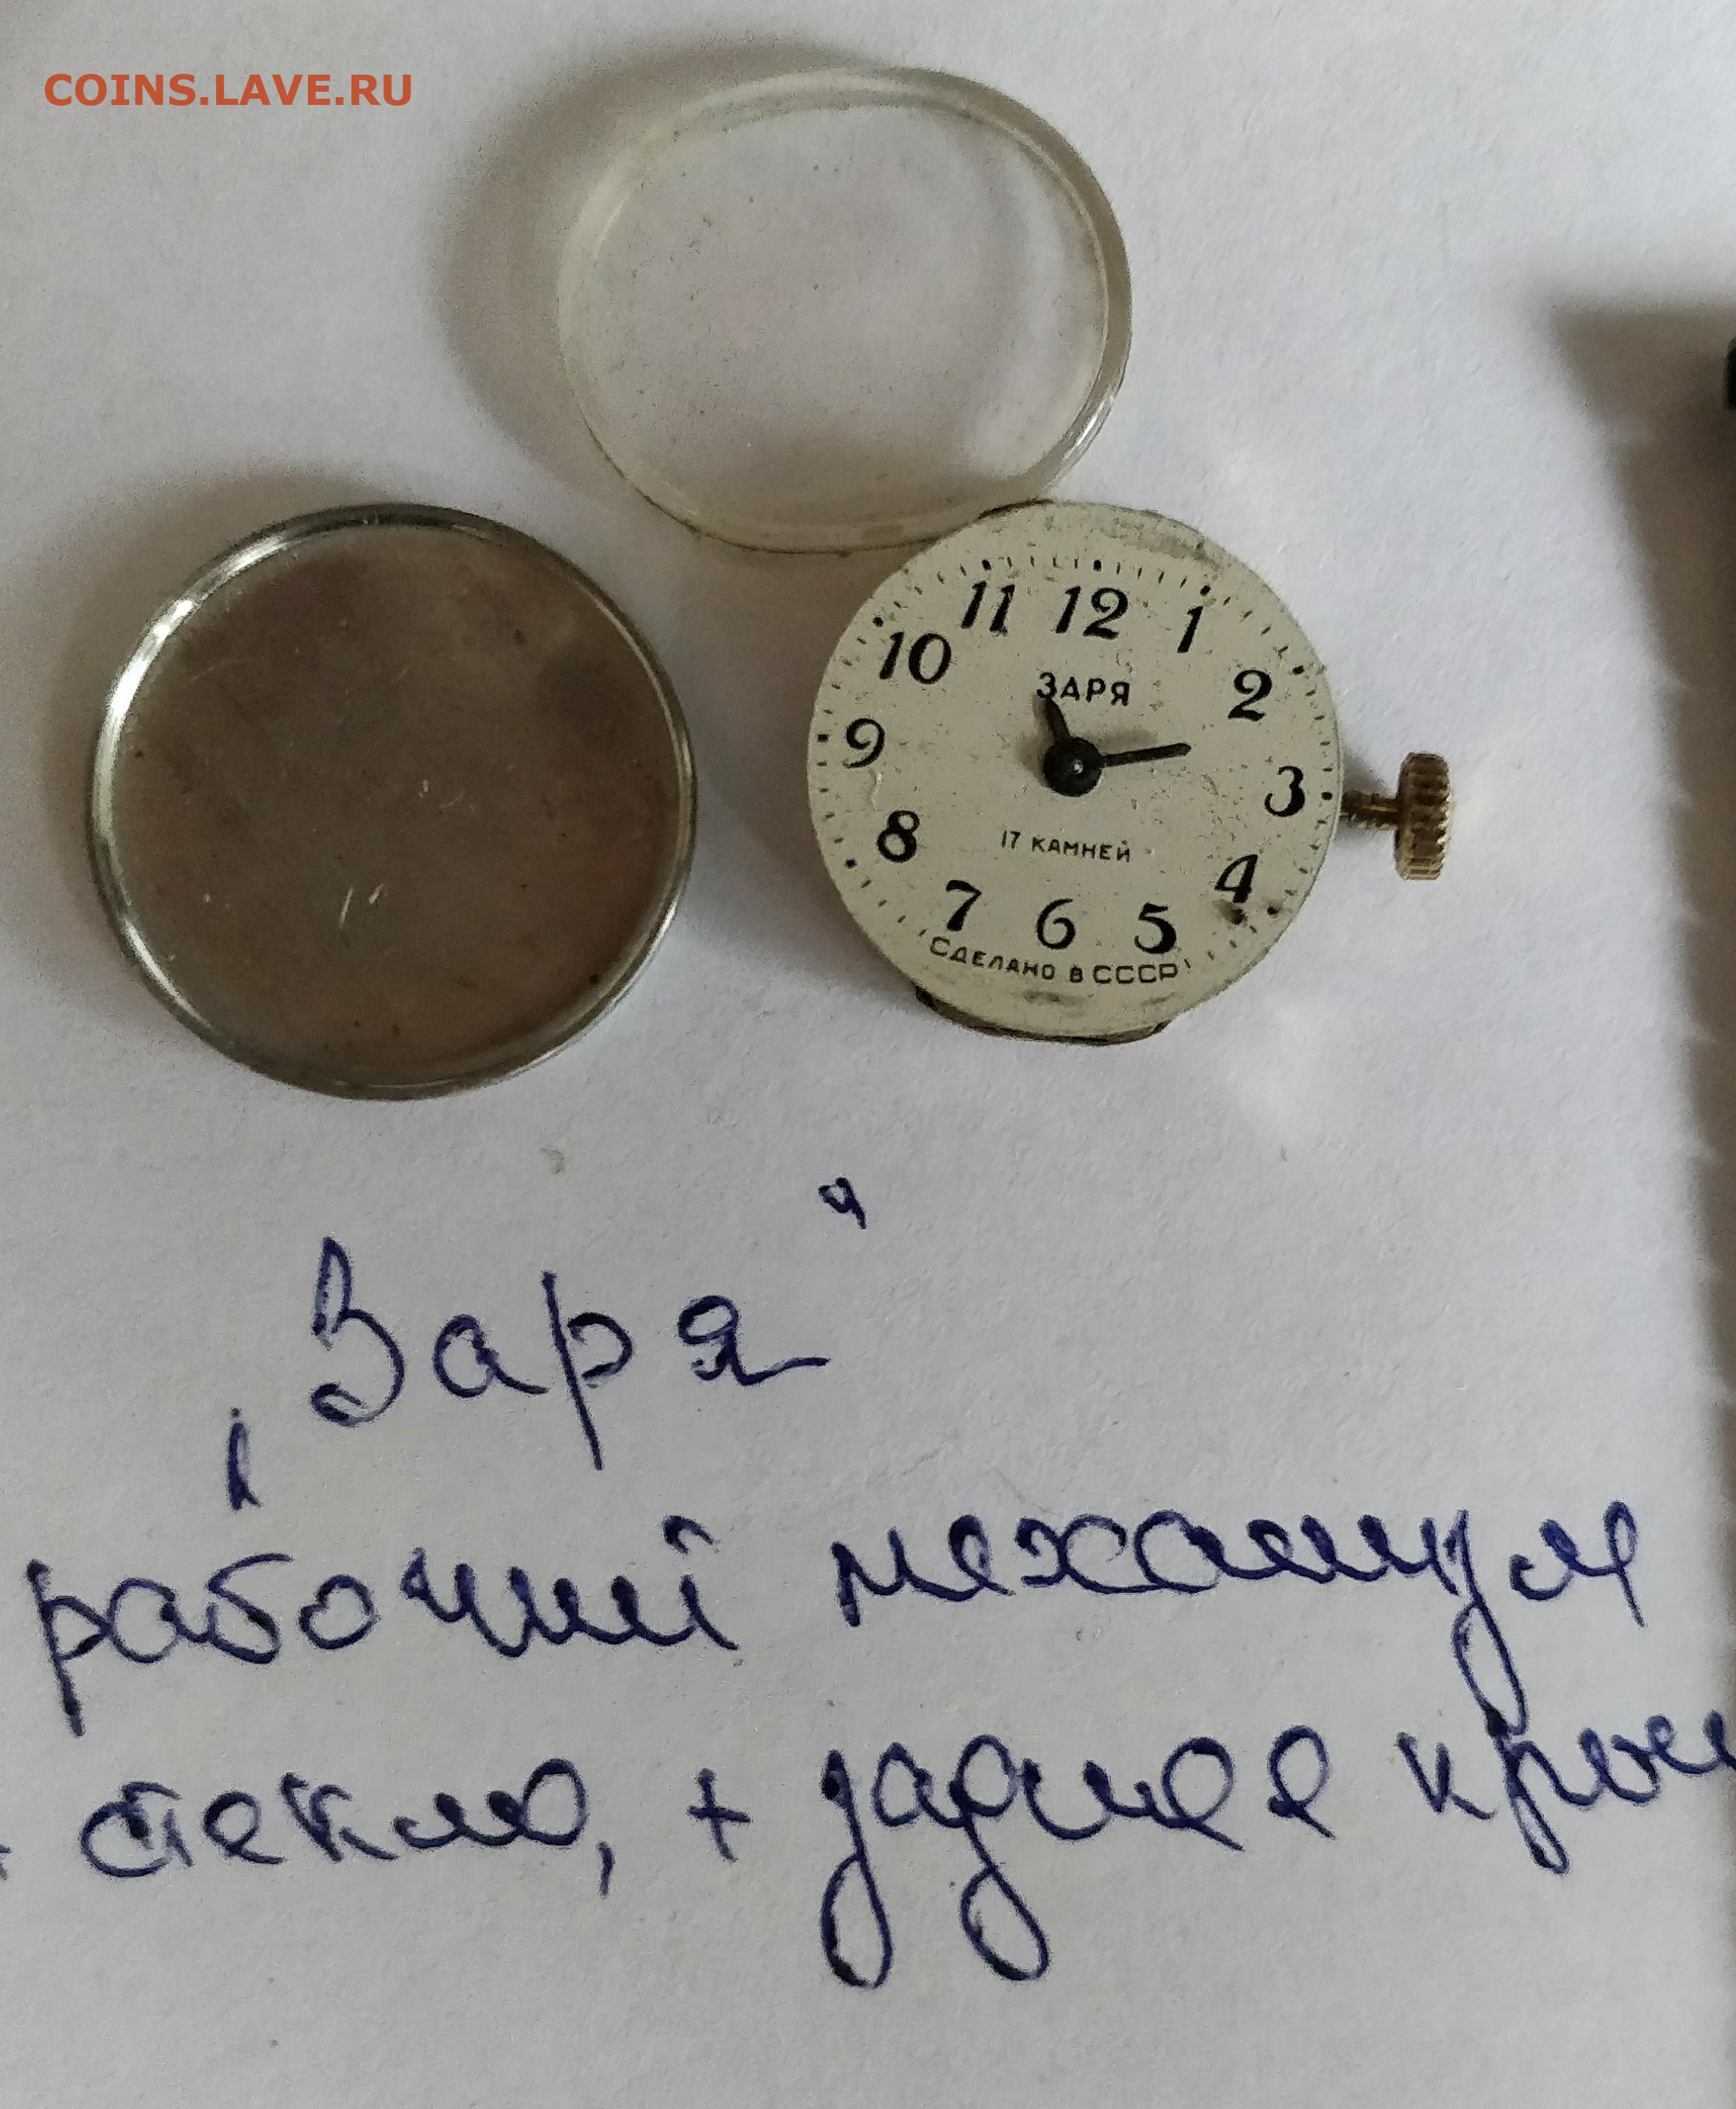 COINS.LAVE.RU
11 12 1
10 2
9 3
8 4
7 6 5
ЗАРЯ
17 КАМНЕЙ
СДЕЛАНО В СССР
„Заря“
рабочий механизм
+ стекло, + задняя